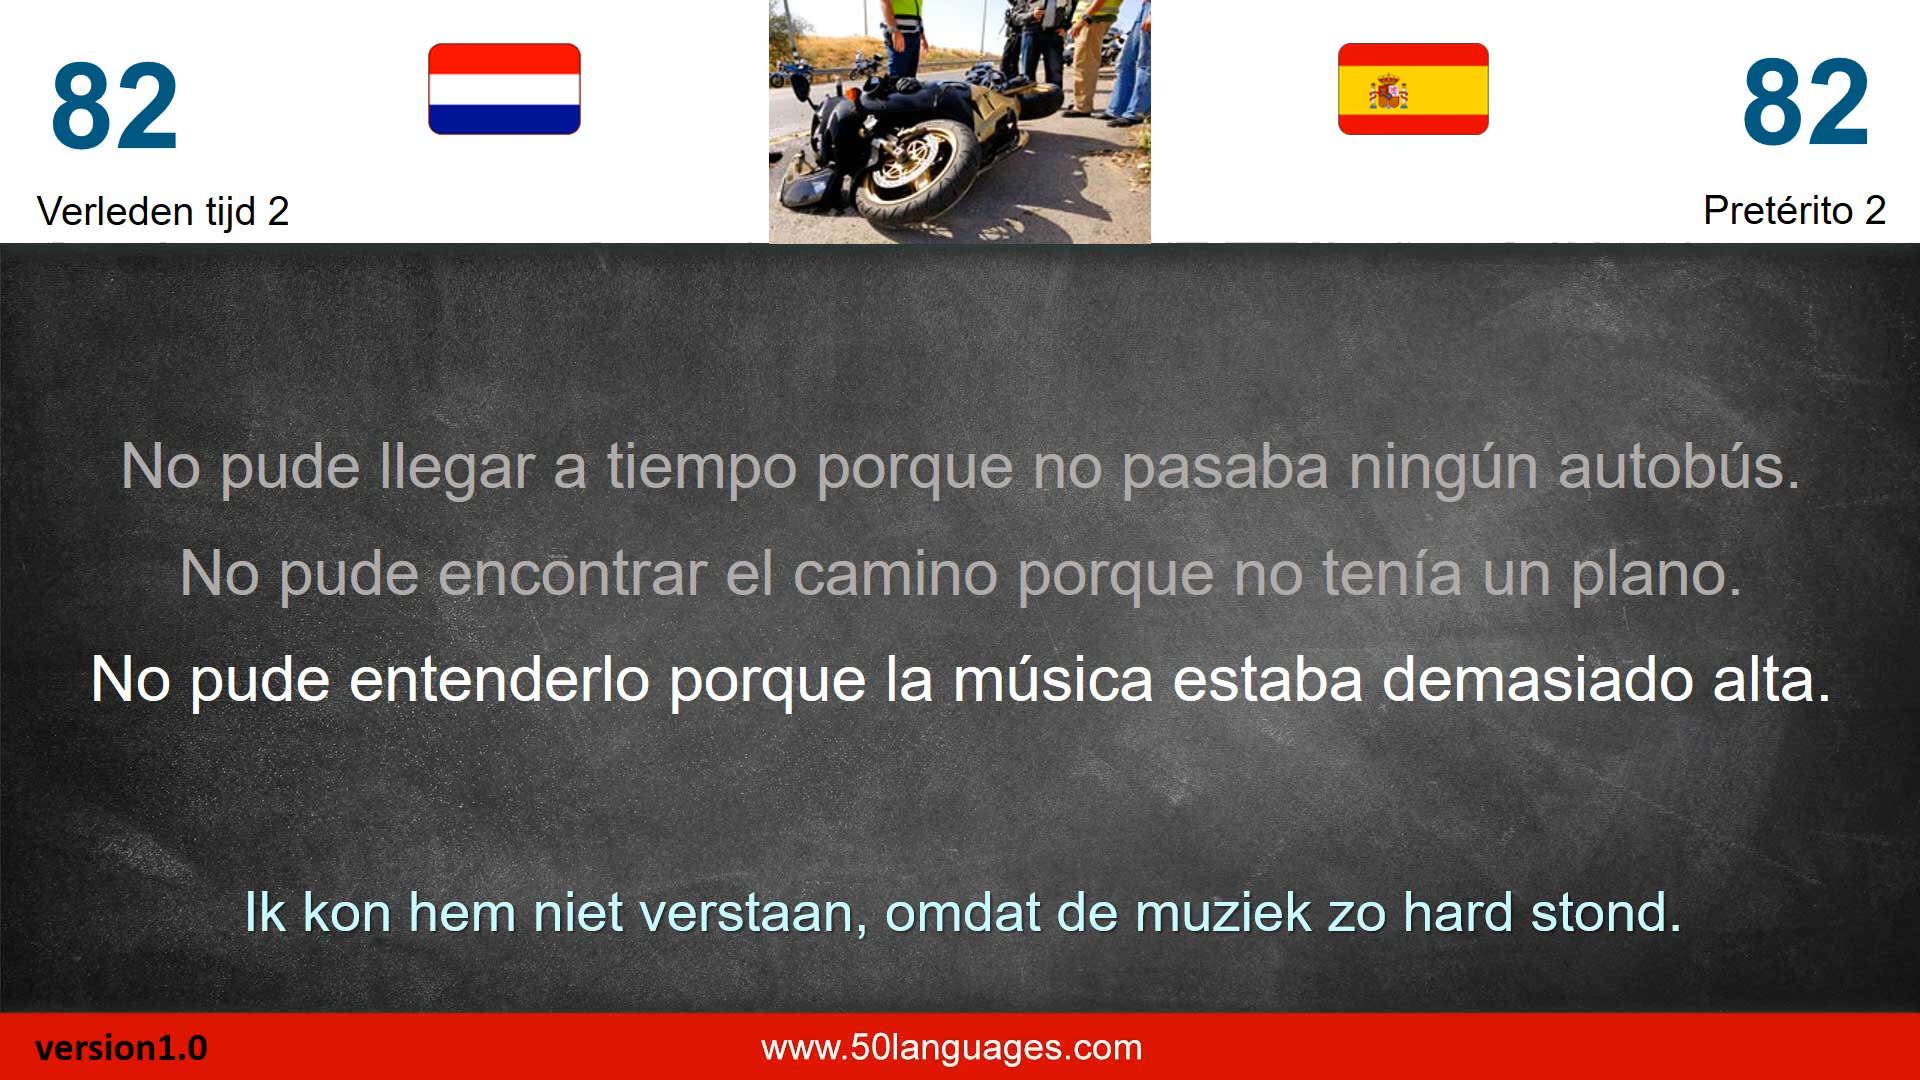 82
82
Verleden tijd 2
Pretérito 2
No pude llegar a tiempo porque no pasaba ningún autobús.
No pude encontrar el camino porque no tenía un plano.
No pude entenderlo porque la música estaba demasiado alta.
Ik kon hem niet verstaan, omdat de muziek zo hard stond.
version1.0
www.50languages.com